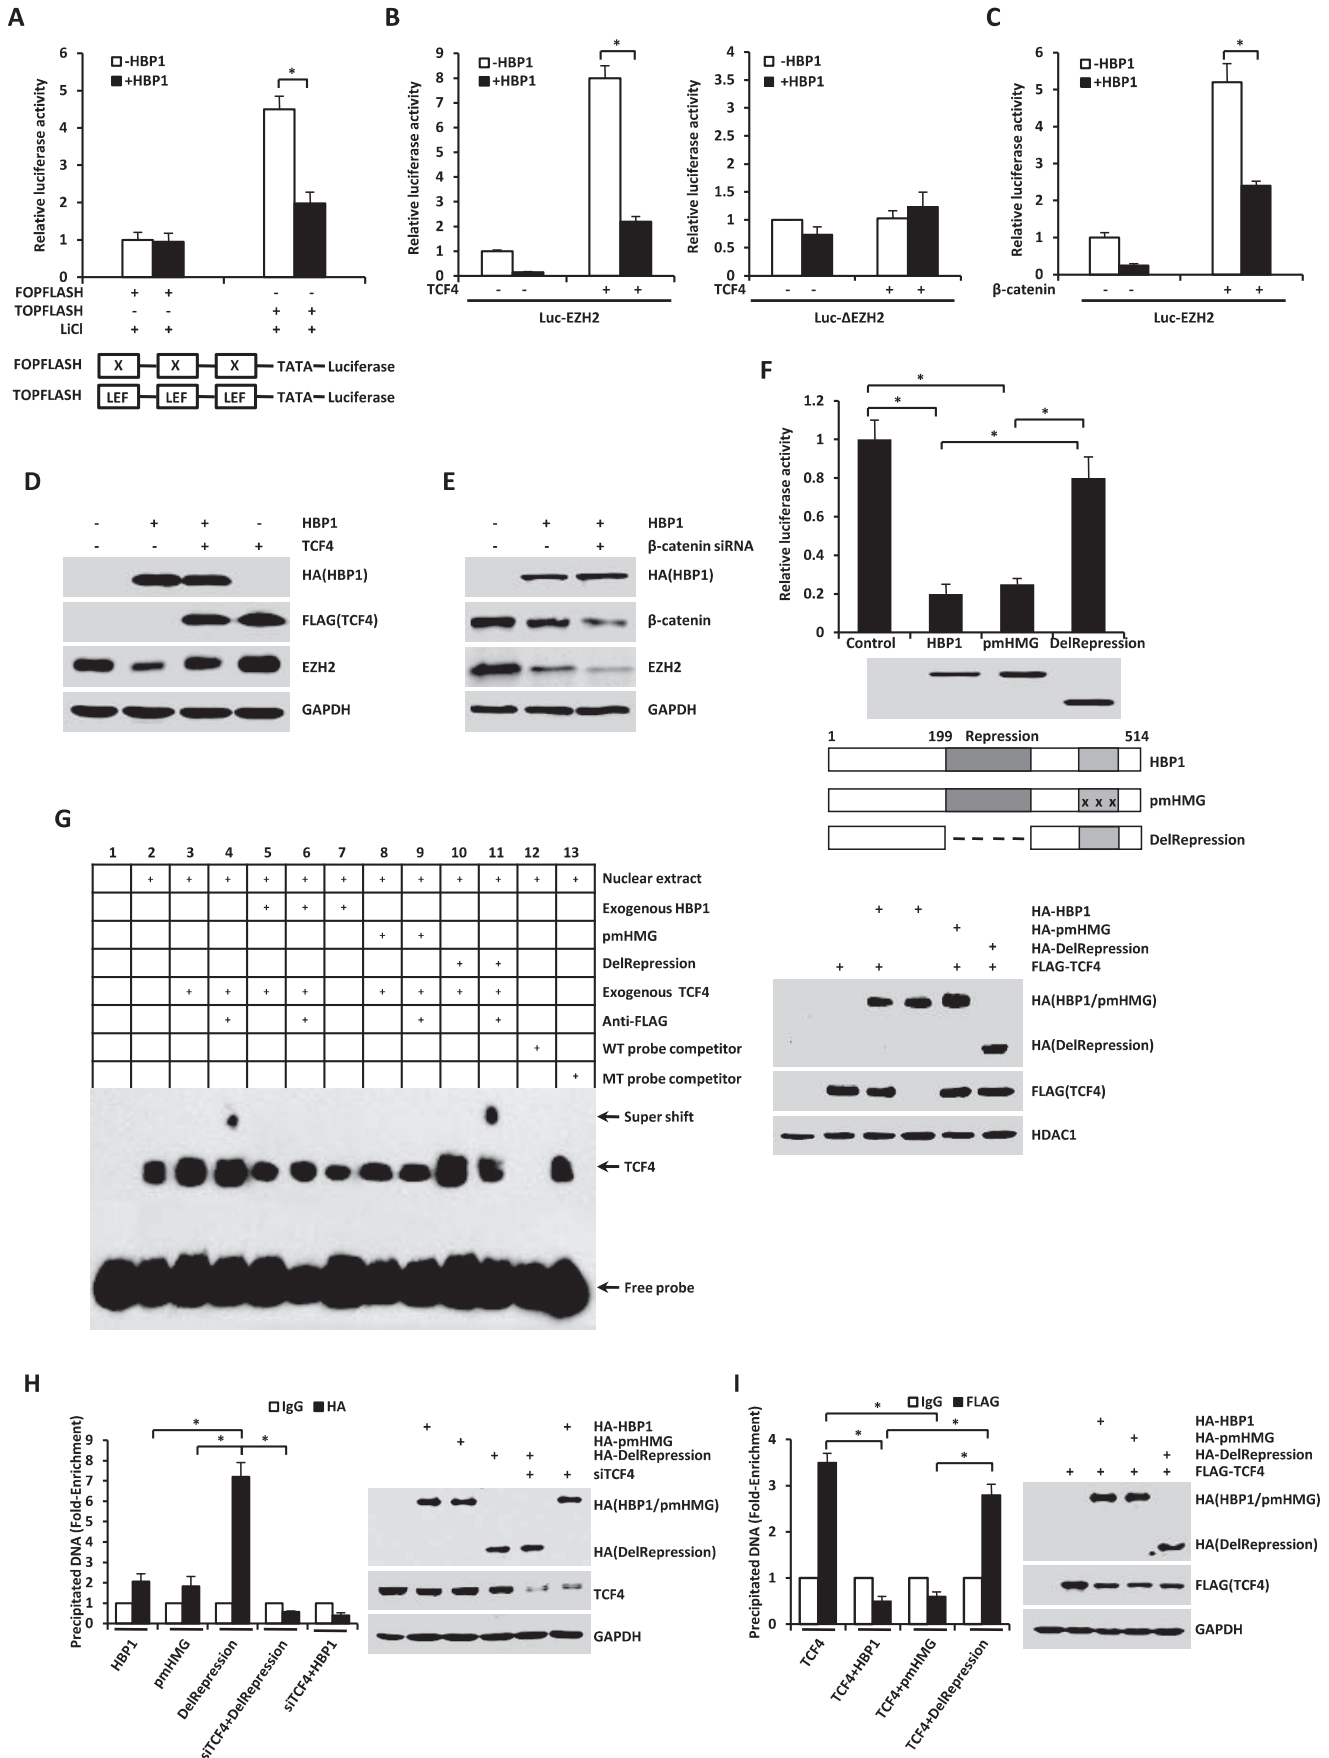 A
Relative luciferase activity
6
5
4
3
2
1
0
-HBP1
+HBP1
*
FOPFLASH + + - -
TOPFLASH - - + +
LiCl + + + +
FOPFLASH X X X TATA Luciferase
TOPFLASH LEF LEF LEF TATA Luciferase
B
Relative luciferase activity
9
8
7
6
5
4
3
2
1
0
-HBP1
+HBP1
*
TCF4 - - + +
Luc-EZH2
Relative luciferase activity
4
3.5
3
2.5
2
1.5
1
0.5
0
-HBP1
+HBP1
TCF4 - - + +
Luc-ΔEZH2
C
Relative luciferase activity
6
5
4
3
2
1
0
-HBP1
+HBP1
*
β-catenin - - + +
Luc-EZH2
D
- + + - HBP1
- - + + TCF4
HA(HBP1)
FLAG(TCF4)
EZH2
GAPDH
E
- + + HBP1
- - + β-catenin siRNA
HA(HBP1)
β-catenin
EZH2
GAPDH
F
Relative luciferase activity
1.2
1
0.8
0.6
0.4
0.2
0
*
*
*
*
Control HBP1 pmHMG DelRepression
1 199 Repression 514
HBP1
x x x pmHMG
DelRepression
+ + HA-HBP1
+ HA-pmHMG
+ HA-DelRepression
+ + + + FLAG-TCF4
HA(HBP1/pmHMG)
HA(DelRepression)
FLAG(TCF4)
HDAC1
G
1 2 3 4 5 6 7 8 9 10 11 12 13
+ + + + + + + + + + + + Nuclear extract
+ + + Exogenous HBP1
+ + pmHMG
+ + DelRepression
+ + + + + + + + Exogenous TCF4
+ + + + Anti-FLAG
+ WT probe competitor
+ MT probe competitor
Super shift
TCF4
Free probe
H
Precipitated DNA (Fold-Enrichment)
IgG HA
9
8
7
6
5
4
3
2
1
0
*
* *
HBP1
pmHMG
DelRepression
siTCF4+DelRepression
siTCF4+HBP1
+ + HA-HBP1
+ HA-pmHMG
+ + HA-DelRepression
+ + siTCF4
HA(HBP1/pmHMG)
HA(DelRepression)
TCF4
GAPDH
I
Precipitated DNA (Fold-Enrichment)
IgG FLAG
4
3
2
1
0
*
* *
*
TCF4
TCF4+HBP1
TCF4+pmHMG
TCF4+DelRepression
+ HA-HBP1
+ HA-pmHMG
+ HA-DelRepression
+ + + + FLAG-TCF4
HA(HBP1/pmHMG)
HA(DelRepression)
FLAG(TCF4)
GAPDH